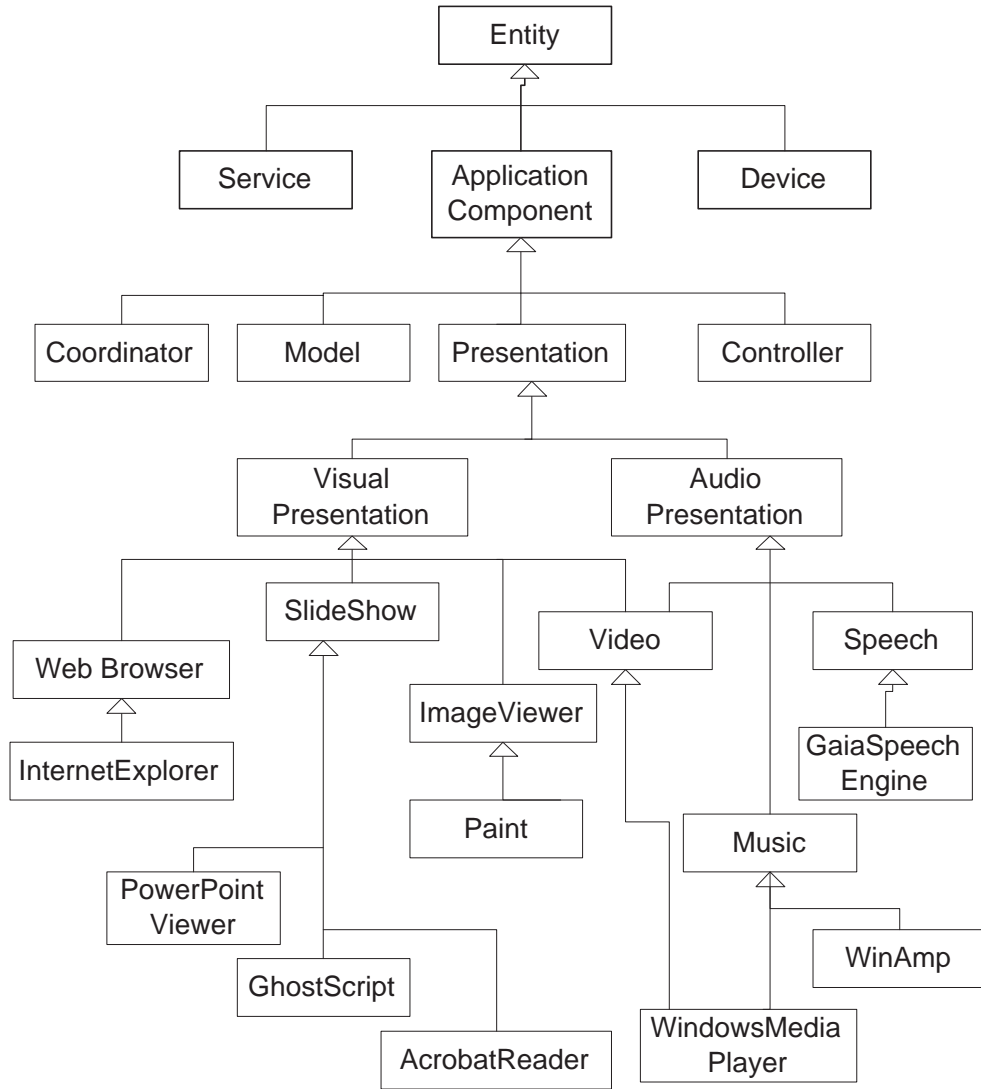 Entity
Service
Application
Component
Device
Coordinator
Model
Presentation
Controller
Visual
Presentation
Audio
Presentation
SlideShow
Web Browser
Video
Speech
ImageViewer
InternetExplorer
GaiaSpeech
Engine
Paint
Music
PowerPoint
Viewer
WinAmp
GhostScript
WindowsMedia
Player
AcrobatReader